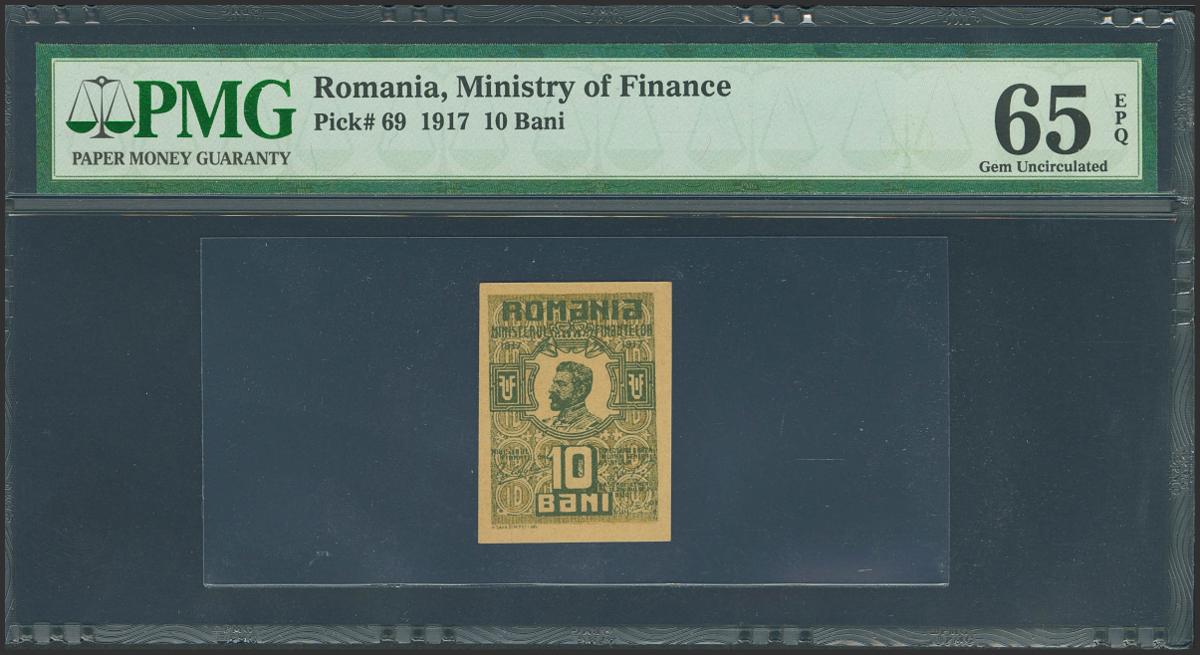 PMG
PAPER MONEY GUARANTY
Romania, Ministry of Finance
Pick# 69 1917 10 Bani
65
EPQ
Gem Uncirculated
ROMANIA
MINISTERUL FINANTELOR
1917 1917
10
BANI
10